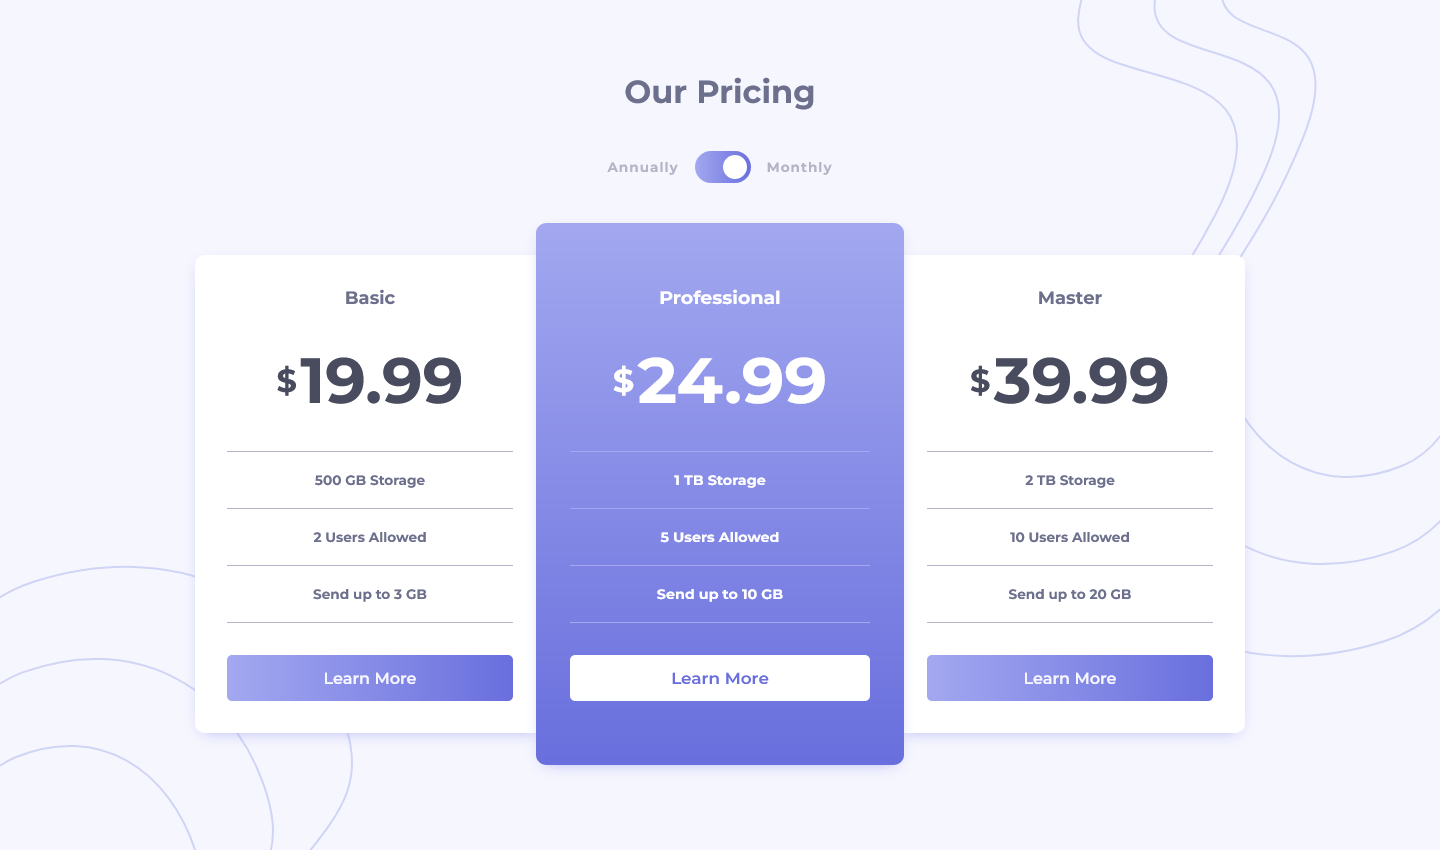 Our Pricing
Annually Monthly
Basic
$19.99
500 GB Storage
2 Users Allowed
Send up to 3 GB
Learn More
Professional
$24.99
1 TB Storage
5 Users Allowed
Send up to 10 GB
Learn More
Master
$39.99
2 TB Storage
10 Users Allowed
Send up to 20 GB
Learn More